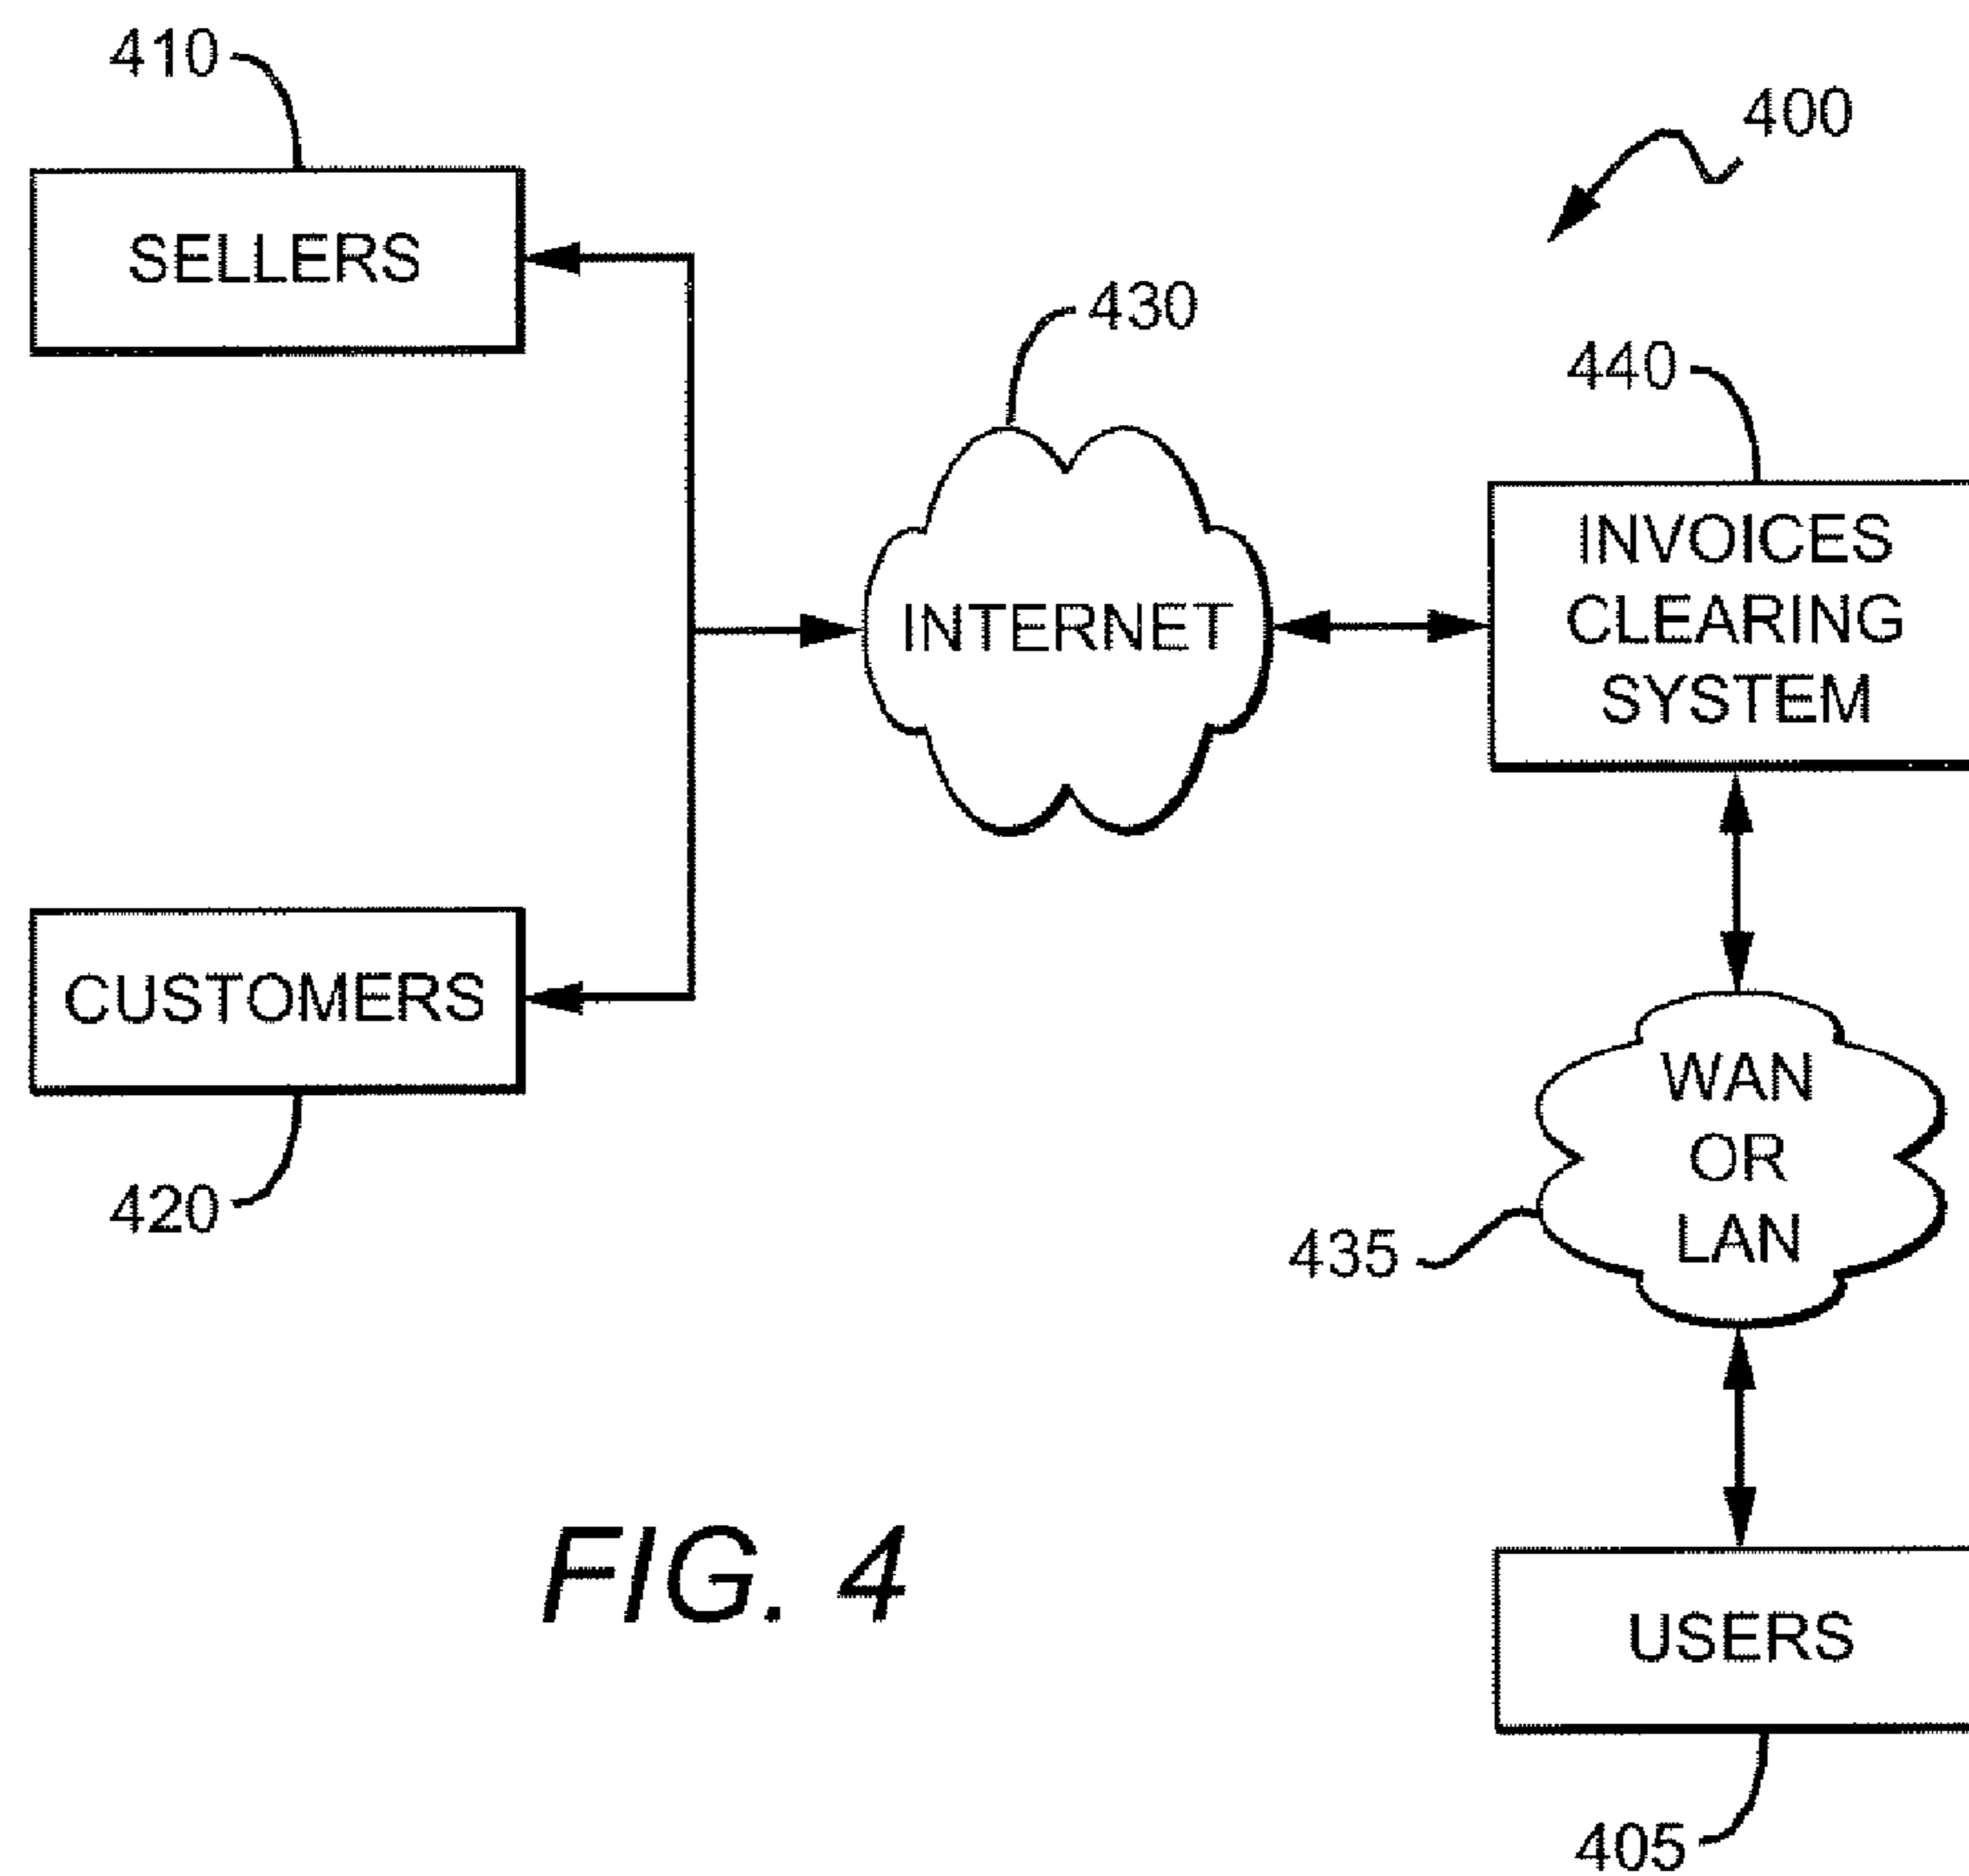 410
400
SELLERS
430
440
INVOICES
CLEARING
SYSTEM
INTERNET
CUSTOMERS
WAN
OR
LAN
420
435
FIG. 4
USERS
405